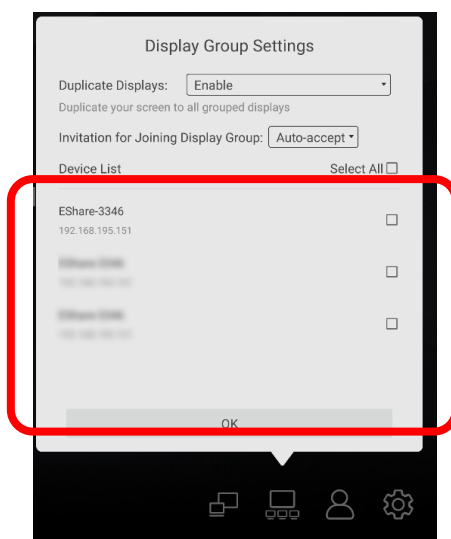 Display Group Settings
Duplicate Displays: Enable
Duplicate your screen to all grouped displays
Invitation for Joining Display Group: Auto-accept
Device List Select All
EShare-3346
192.168.195.151
OK